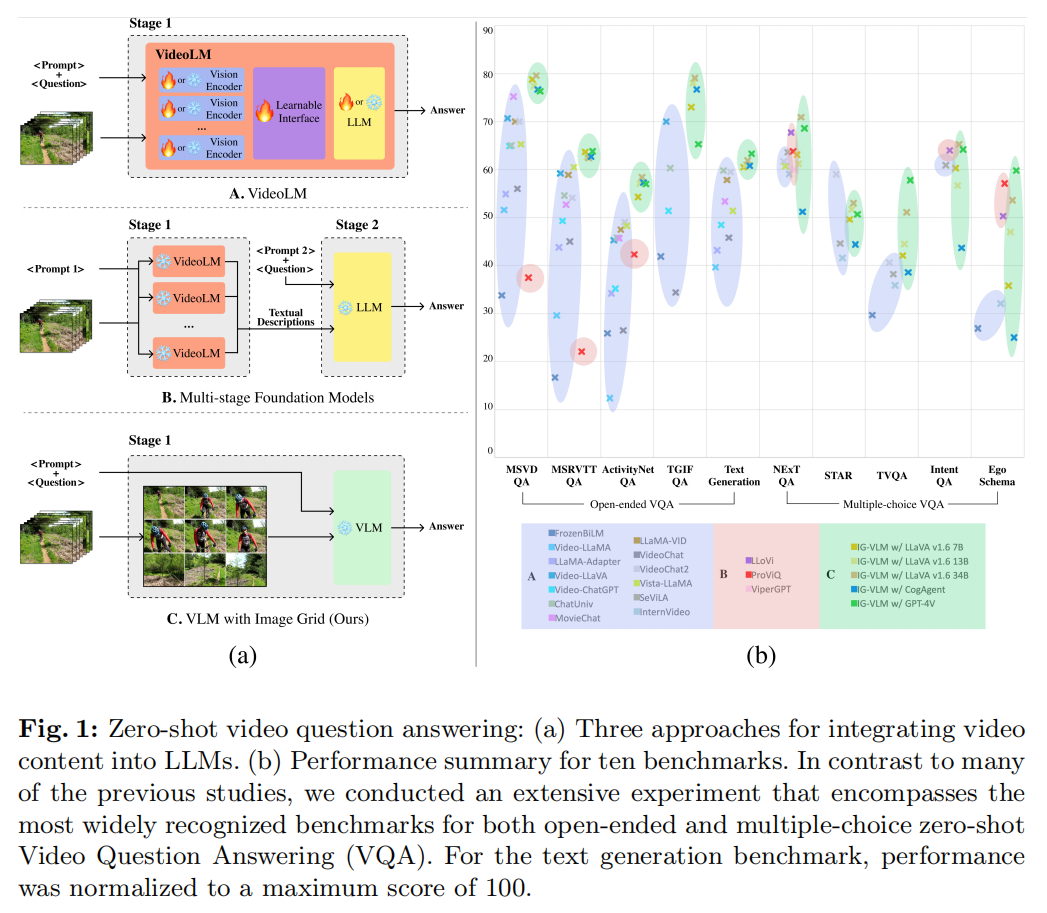 Stage 1
VideoLM
<Prompt>
+
<Question>
or
Vision
Encoder
or
Vision
Encoder
...
or
Vision
Encoder
Learnable
Interface
or
LLM
Answer
A. VideoLM
Stage 1
Stage 2
<Prompt 1>
VideoLM
VideoLM
...
VideoLM
<Prompt 2>
+
<Question>
Textual
Descriptions
LLM
Answer
B. Multi-stage Foundation Models
Stage 1
<Prompt>
+
<Question>
VLM
Answer
C. VLM with Image Grid (Ours)
(a)
90
80
70
60
50
40
30
20
10
0
MSVD
QA
MSRVTT
QA
ActivityNet
QA
TGIF
QA
Text
Generation
NExT
QA
STAR
TVQA
Intent
QA
Ego
Schema
Open-ended VQA
Multiple-choice VQA
A
FrozenBiLM
Video-LLaMA
LLaMA-Adapter
Video-LLaVA
Video-ChatGPT
ChatUniv
MovieChat
LLaMA-VID
VideoChat
VideoChat2
Vista-LLaMA
SeViLA
InternVideo
B
LLoVi
ProViQ
ViperGPT
C
IG-VLM w/ LLaVA v1.6 7B
IG-VLM w/ LLaVA v1.6 13B
IG-VLM w/ LLaVA v1.6 34B
IG-VLM w/ CogAgent
IG-VLM w/ GPT-4V
(b)
Fig. 1: Zero-shot video question answering: (a) Three approaches for integrating video
content into LLMs. (b) Performance summary for ten benchmarks. In contrast to many
of the previous studies, we conducted an extensive experiment that encompasses the
most widely recognized benchmarks for both open-ended and multiple-choice zero-shot
Video Question Answering (VQA). For the text generation benchmark, performance
was normalized to a maximum score of 100.